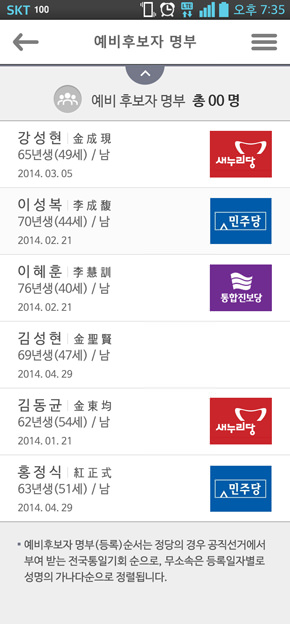 SKT 100 오후 7:35
예비후보자 명부
예비 후보자 명부 총 00 명
강성현 | 金成現
65년생(49세) / 남
2014. 03. 05
새누리당
이성복 | 李成馥
70년생(44세) / 남
2014. 02. 21
민주당
이혜훈 | 李慧訓
76년생(40세) / 남
2014. 02. 21
통합진보당
김성현 | 金聖賢
69년생(47세) / 남
2014. 04. 29
김동균 | 金東均
62년생(54세) / 남
2014. 01. 21
새누리당
홍정식 | 紅正式
63년생(51세) / 남
2014. 04. 29
민주당
• 예비후보자 명부(등록)순서는 정당의 경우 공직선거에서
부여 받는 전국통일기회 순으로, 무소속은 등록일자별로
성명의 가나다순으로 정렬됩니다.